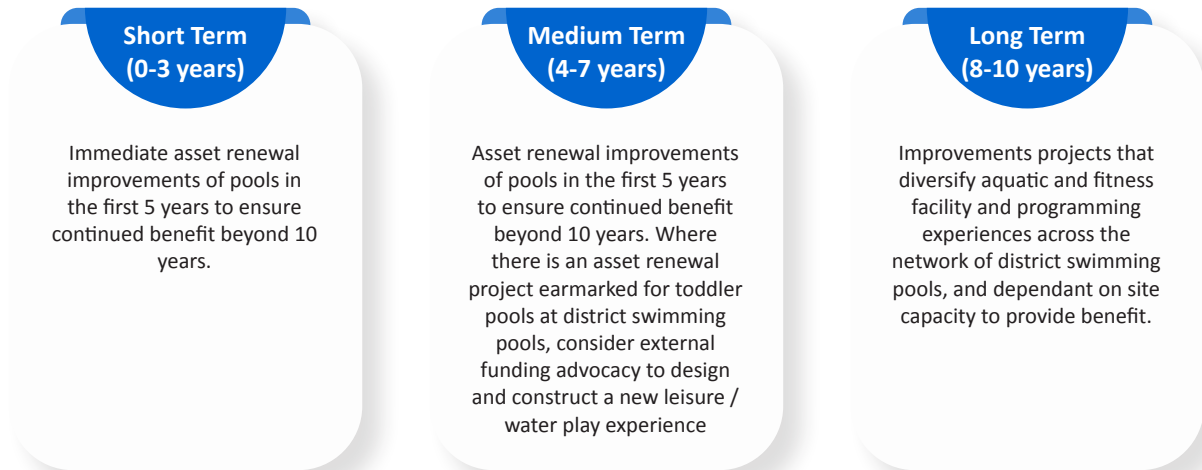 Short Term
(0-3 years)
Immediate asset renewal
improvements of pools in
the first 5 years to ensure
continued benefit beyond 10
years.
Medium Term
(4-7 years)
Asset renewal improvements
of pools in the first 5 years
to ensure continued benefit
beyond 10 years. Where
there is an asset renewal
project earmarked for toddler
pools at district swimming
pools, consider external
funding advocacy to design
and construct a new leisure /
water play experience
Long Term
(8-10 years)
Improvements projects that
diversify aquatic and fitness
facility and programming
experiences across the
network of district swimming
pools, and dependant on site
capacity to provide benefit.